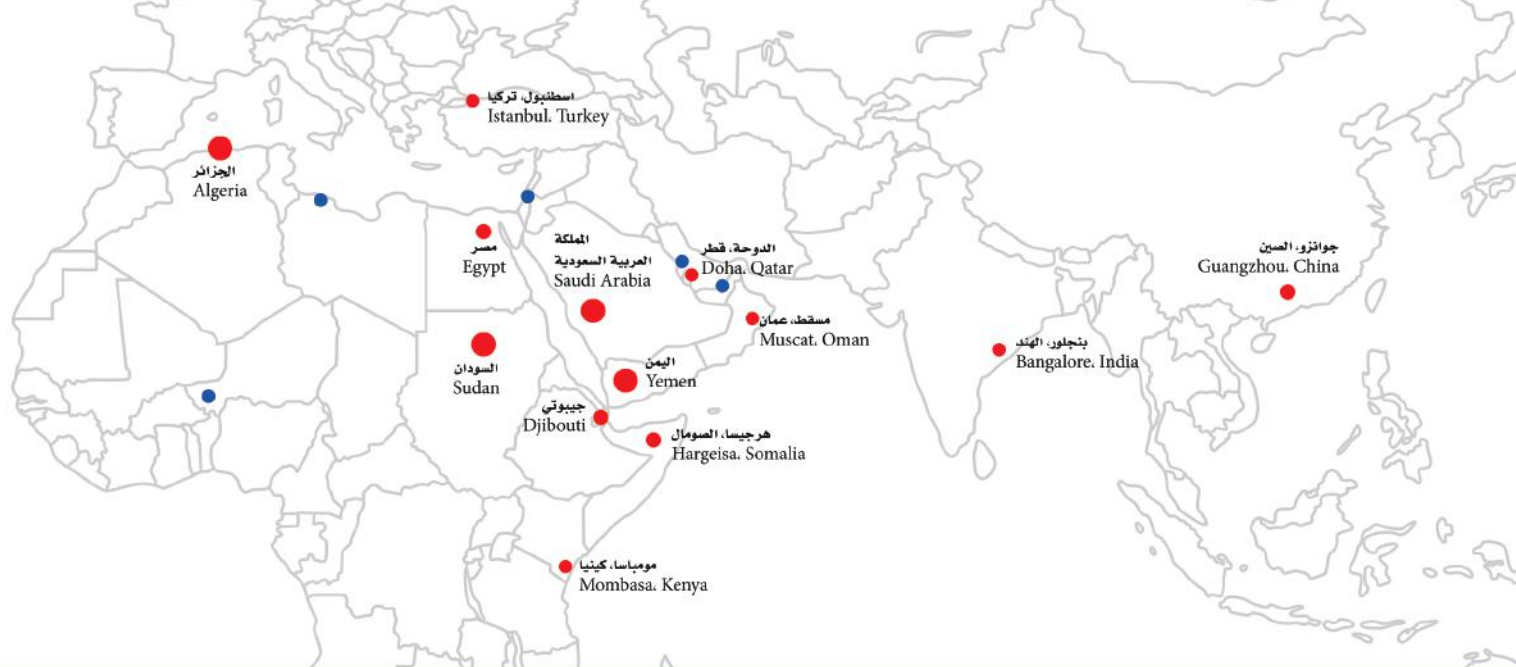 اسطنبول، تركيا
Istanbul. Turkey
الجزائر
Algeria
مصر
Egypt
المملكة
العربية السعودية
Saudi Arabia
الدوحة، قطر
Doha. Qatar
جوانزو، الصين
Guangzhou. China
مسقط، عمان
Muscat. Oman
بنجلور، الهند
Bangalore. India
السودان
Sudan
اليمن
Yemen
جيبوتي
Djibouti
هرجيسا، الصومال
Hargeisa. Somalia
مومباسا، كينيا
Mombasa. Kenya